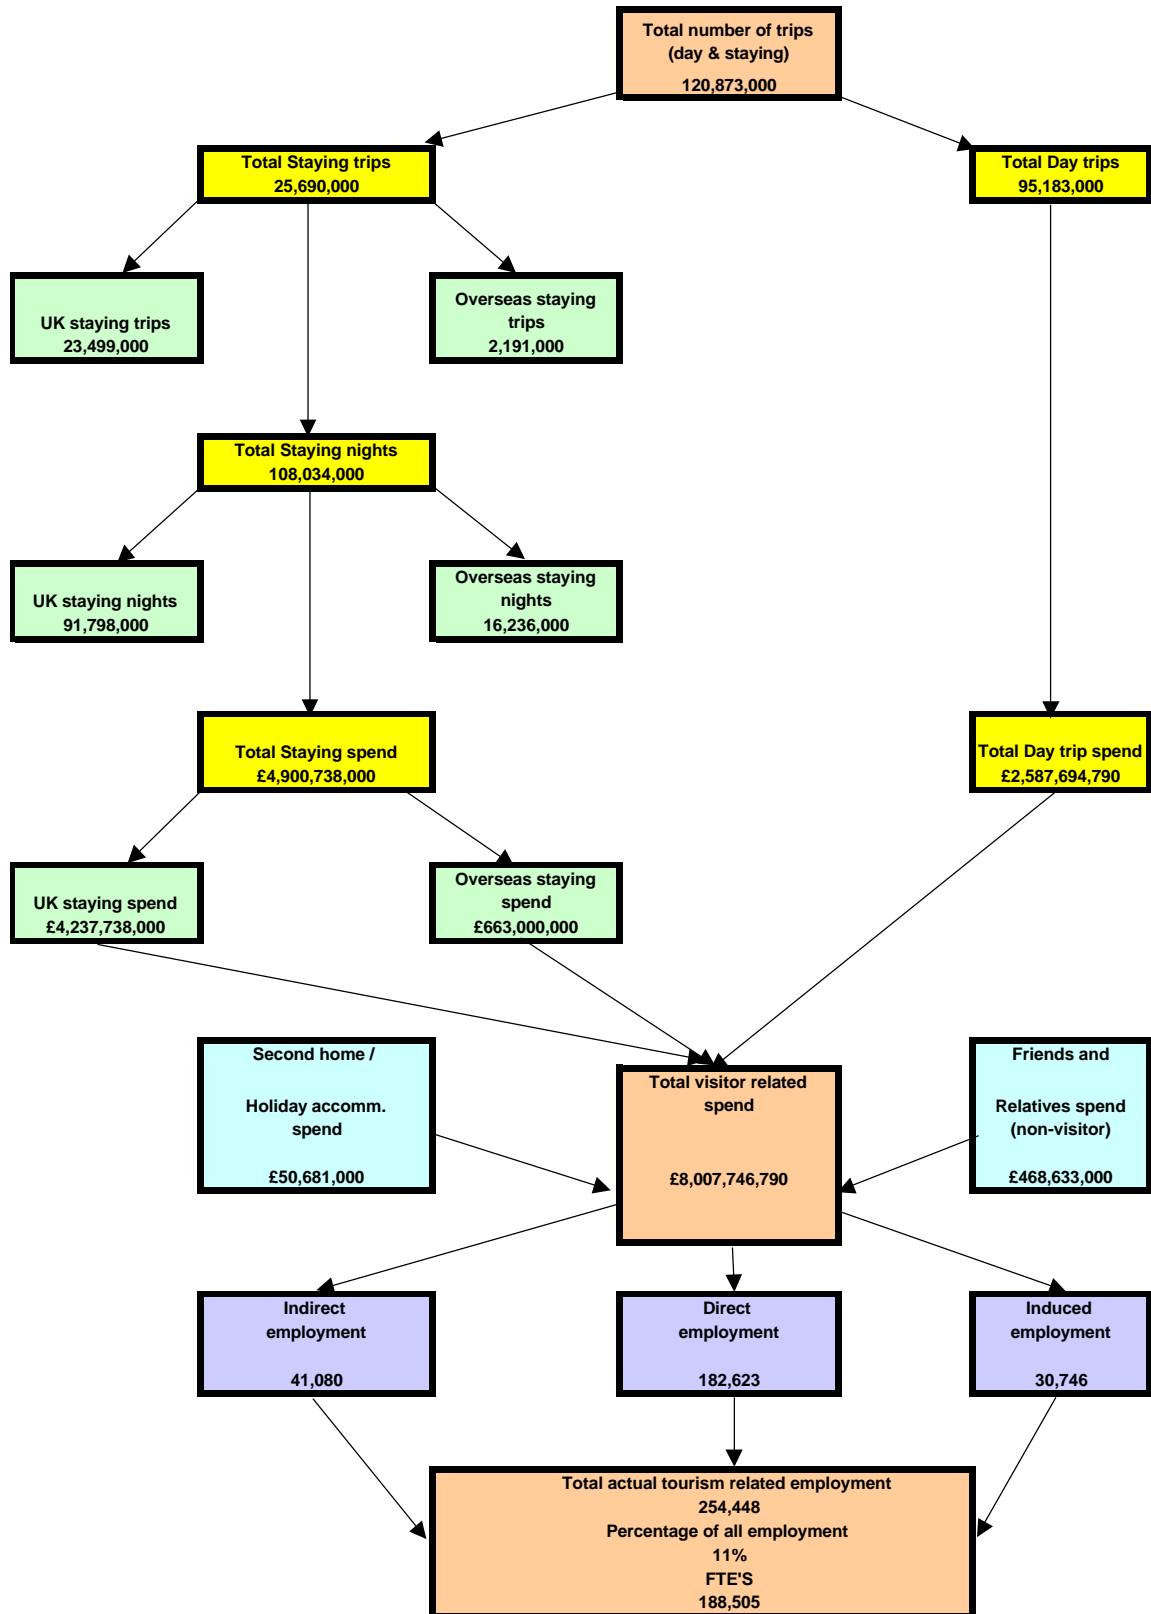 Total number of trips
(day & staying)
120,873,000
Total Staying trips
25,690,000
Total Day trips
95,183,000
UK staying trips
23,499,000
Overseas staying
trips
2,191,000
Total Staying nights
108,034,000
UK staying nights
91,798,000
Overseas staying
nights
16,236,000
Total Staying spend
£4,900,738,000
Total Day trip spend
£2,587,694,790
UK staying spend
£4,237,738,000
Overseas staying
spend
£663,000,000
Second home /
Holiday accomm.
spend
£50,681,000
Total visitor related
spend
£8,007,746,790
Friends and
Relatives spend
(non-visitor)
£468,633,000
Indirect
employment
41,080
Direct
employment
182,623
Induced
employment
30,746
Total actual tourism related employment
254,448
Percentage of all employment
11%
FTE'S
188,505